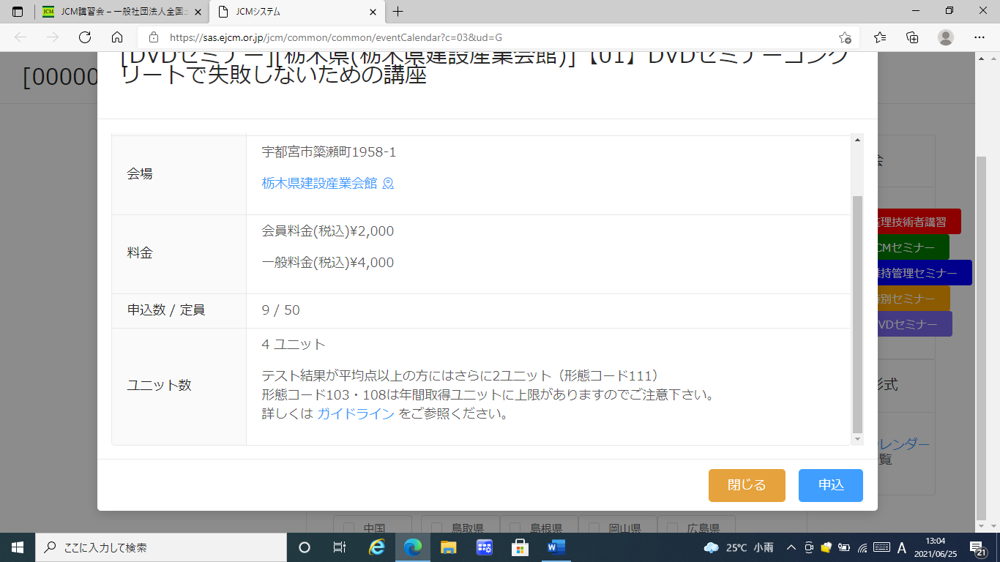 JCM講習会 – 一般社団法人全国
JCMシステム
https://sas.ejcm.or.jp/jcm/common/common/eventCalendar?c=03&ud=G
[00000
[DVDセミナー][栃木県(栃木県建設産業会館)]【01】DVDセミナーコンク
リートで失敗しないための講座
会場
宇都宮市簗瀬町1958-1
栃木県建設産業会館
料金
会員料金(税込)¥2,000
一般料金(税込)¥4,000
申込数 / 定員
9 / 50
ユニット数
4 ユニット
テスト結果が平均点以上の方にはさらに2ユニット（形態コード111）
形態コード103・108は年間取得ユニットに上限がありますのでご注意下さい。
詳しくは ガイドライン をご参照ください。
閉じる
申込
会
監理技術者講習
JCMセミナー
維持管理セミナー
特別セミナー
DVDセミナー
形式
カレンダー
一覧
中国
鳥取県
島根県
岡山県
広島県
ここに入力して検索
25℃ 小雨
A
13:04
2021/06/25
21